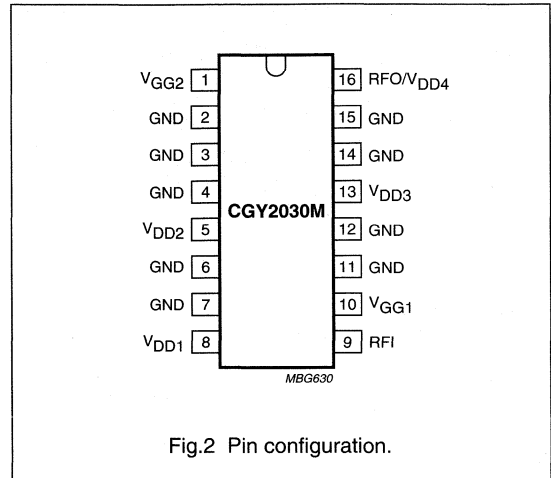 VGG2 1 16 RFO/VDD4
GND 2 15 GND
GND 3 14 GND
GND 4 13 VDD3
CGY2030M
VDD2 5 12 GND
GND 6 11 GND
GND 7 10 VGG1
VDD1 8 9 RFI
MBG630
Fig.2 Pin configuration.